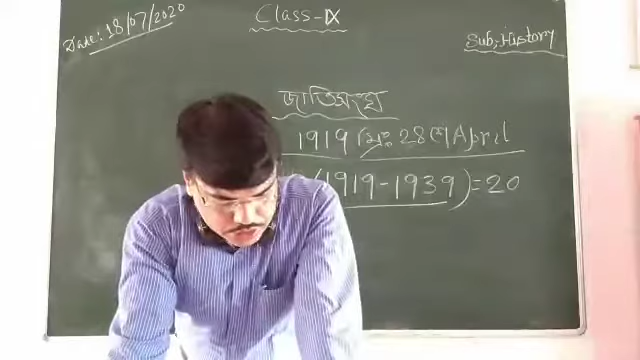 Date: 18/07/2020
Class-IX
Sub: History
জাতিসংঘ
1919 খ্রিঃ 28শে April
(1919-1939)=20